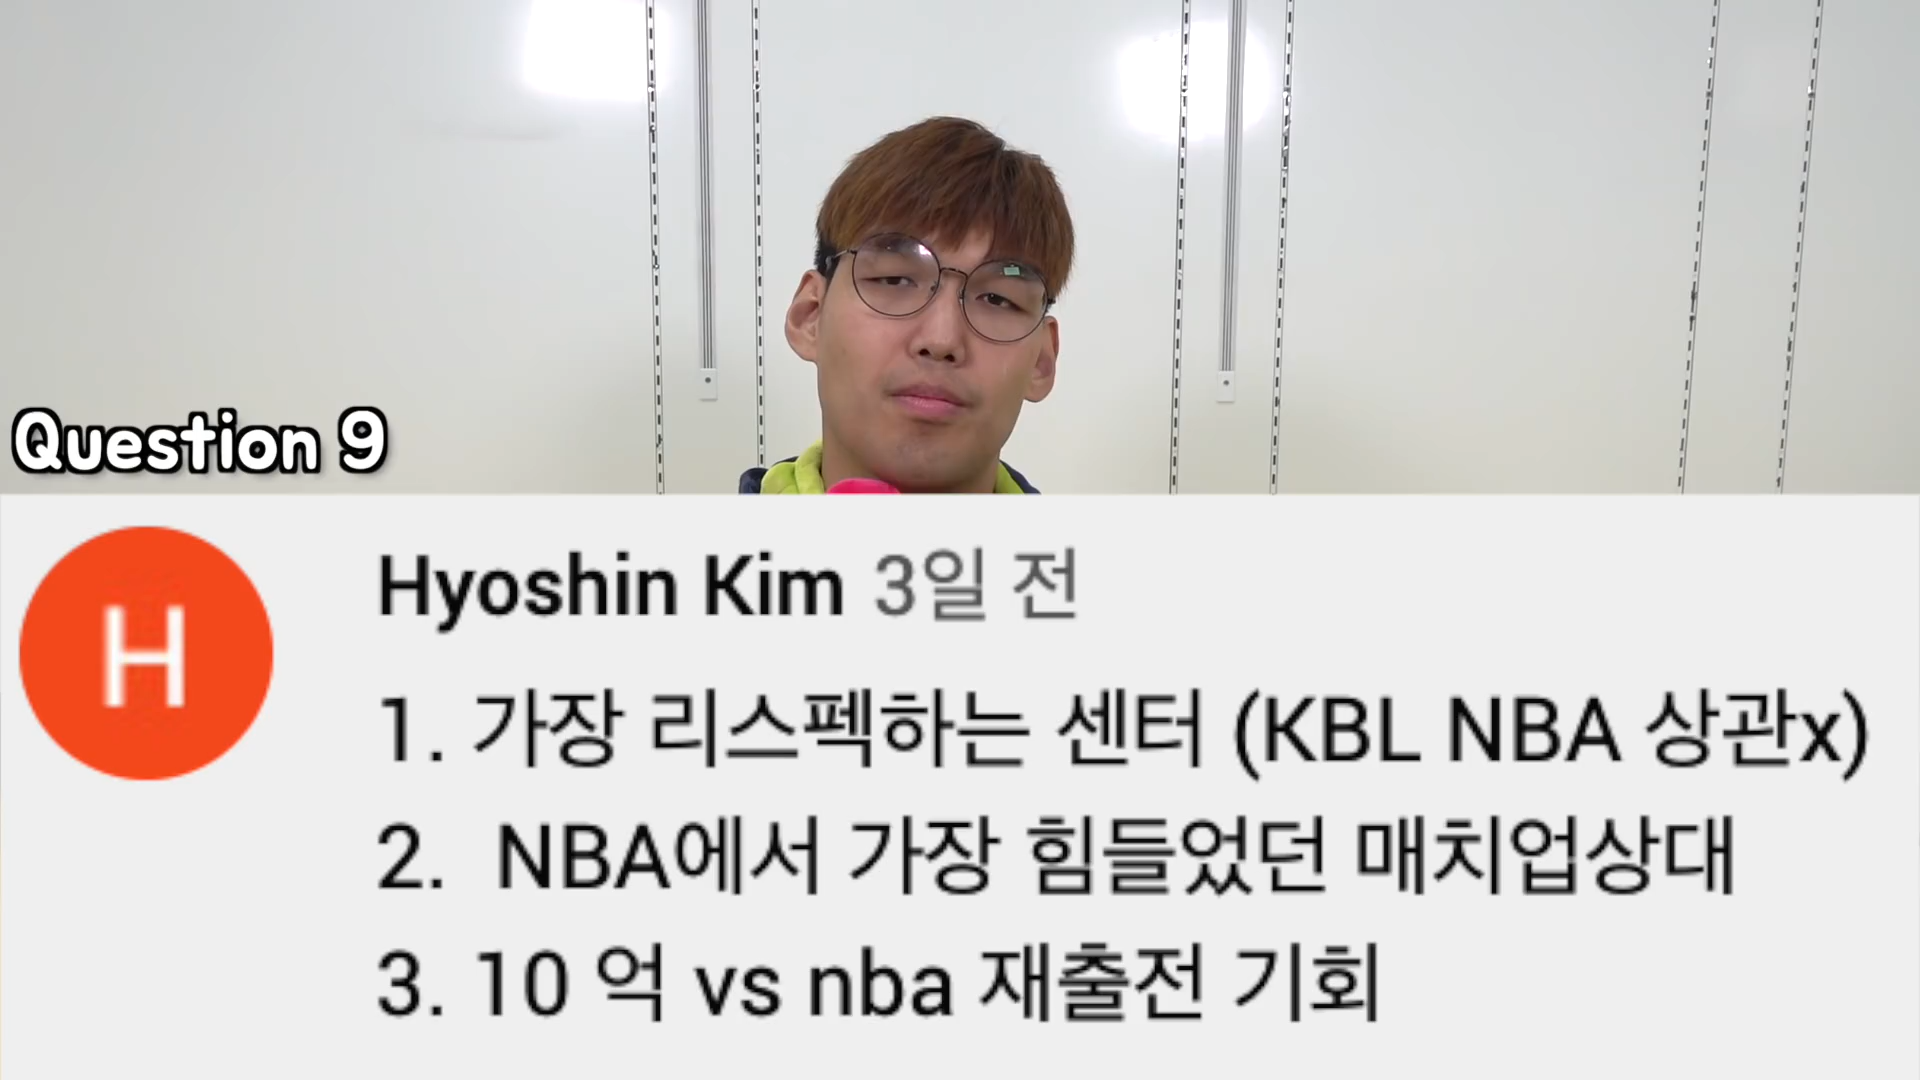 Question 9
H
Hyoshin Kim 3일 전
1. 가장 리스펙하는 센터 (KBL NBA 상관x)
2. NBA에서 가장 힘들었던 매치업상대
3. 10 억 vs nba 재출전 기회